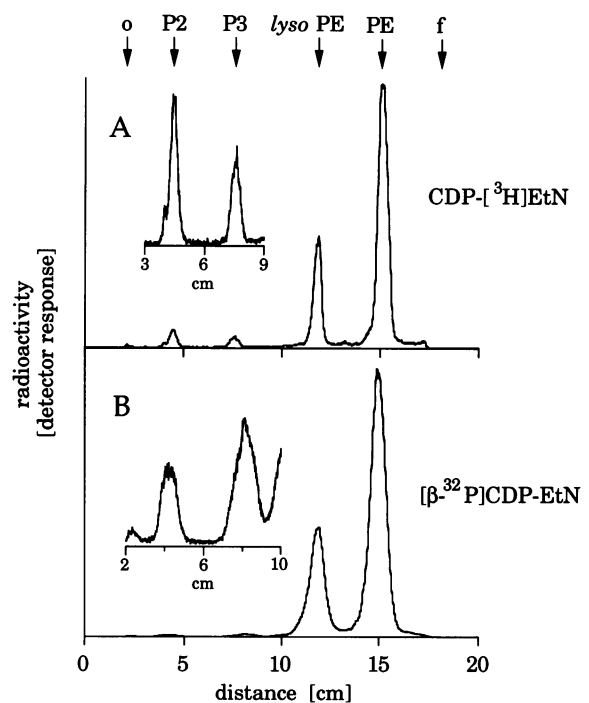 o P2 P3 lyso PE PE f
A
CDP-[³H]EtN
3 6 9
cm
radioactivity
[detector response]
B
[β-³²P]CDP-EtN
2 6 10
cm
0 5 10 15 20
distance [cm]